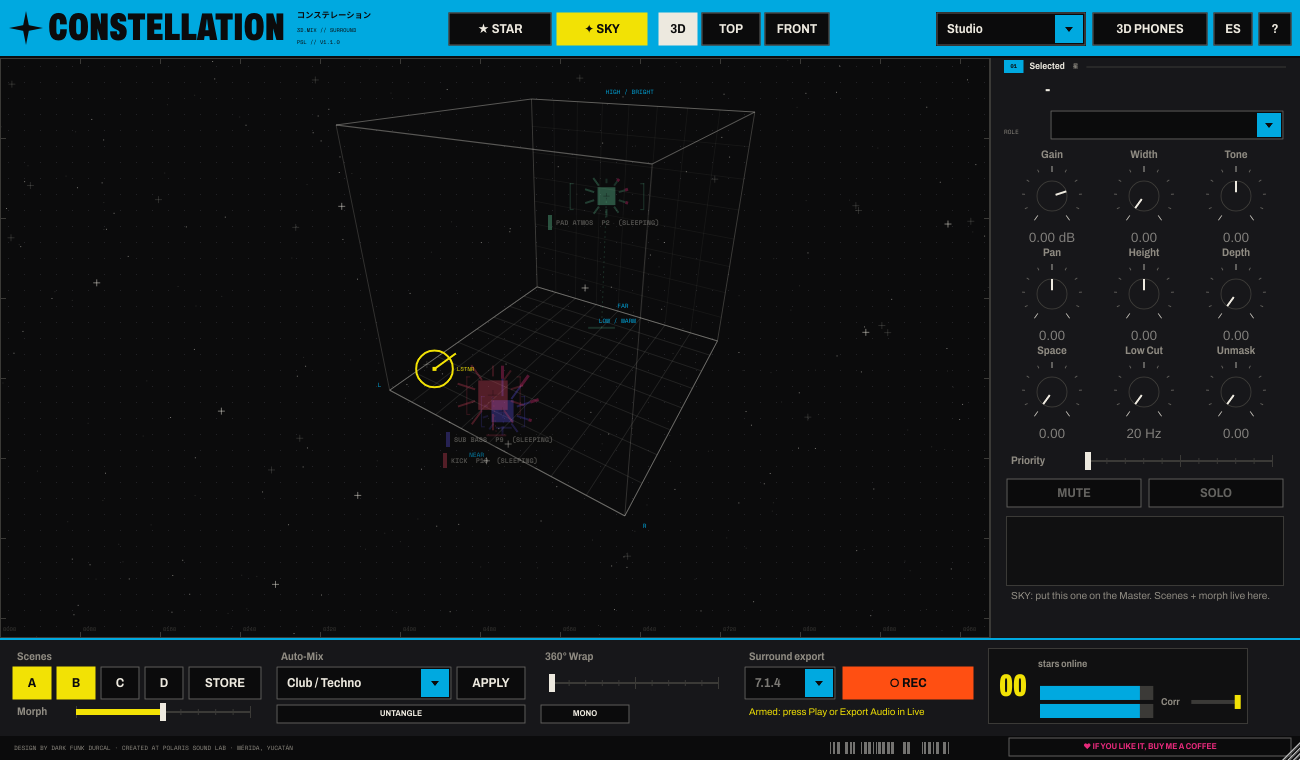 CONSTELLATION
コンステレーション
3D.MIX // SURROUND
PSL // V1.1.0
★ STAR
✦ SKY
3D
TOP
FRONT
Studio
3D PHONES
ES
?
01 Selected
-
ROLE
HIGH / BRIGHT
PAD ATMOS P2 (SLEEPING)
FAR
LOW / WARM
LSTNR
L
SUB BASS P9 (SLEEPING)
NEAR
KICK (SLEEPING)
R
Gain Width Tone
0.00 dB 0.00 0.00
Pan Height Depth
0.00 0.00 0.00
Space Low Cut Unmask
0.00 20 Hz 0.00
Priority
MUTE SOLO
SKY: put this one on the Master. Scenes + morph live here.
Scenes
A B C D STORE
Morph
Auto-Mix
Club / Techno APPLY
UNTANGLE
360° Wrap
MONO
Surround export
7.1.4 REC
Armed: press Play or Export Audio in Live
00
stars online
Corr
DESIGN BY DARK FUNK DURCAL · CREATED AT POLARIS SOUND LAB · MÉRIDA, YUCATÁN
♥ IF YOU LIKE IT, BUY ME A COFFEE